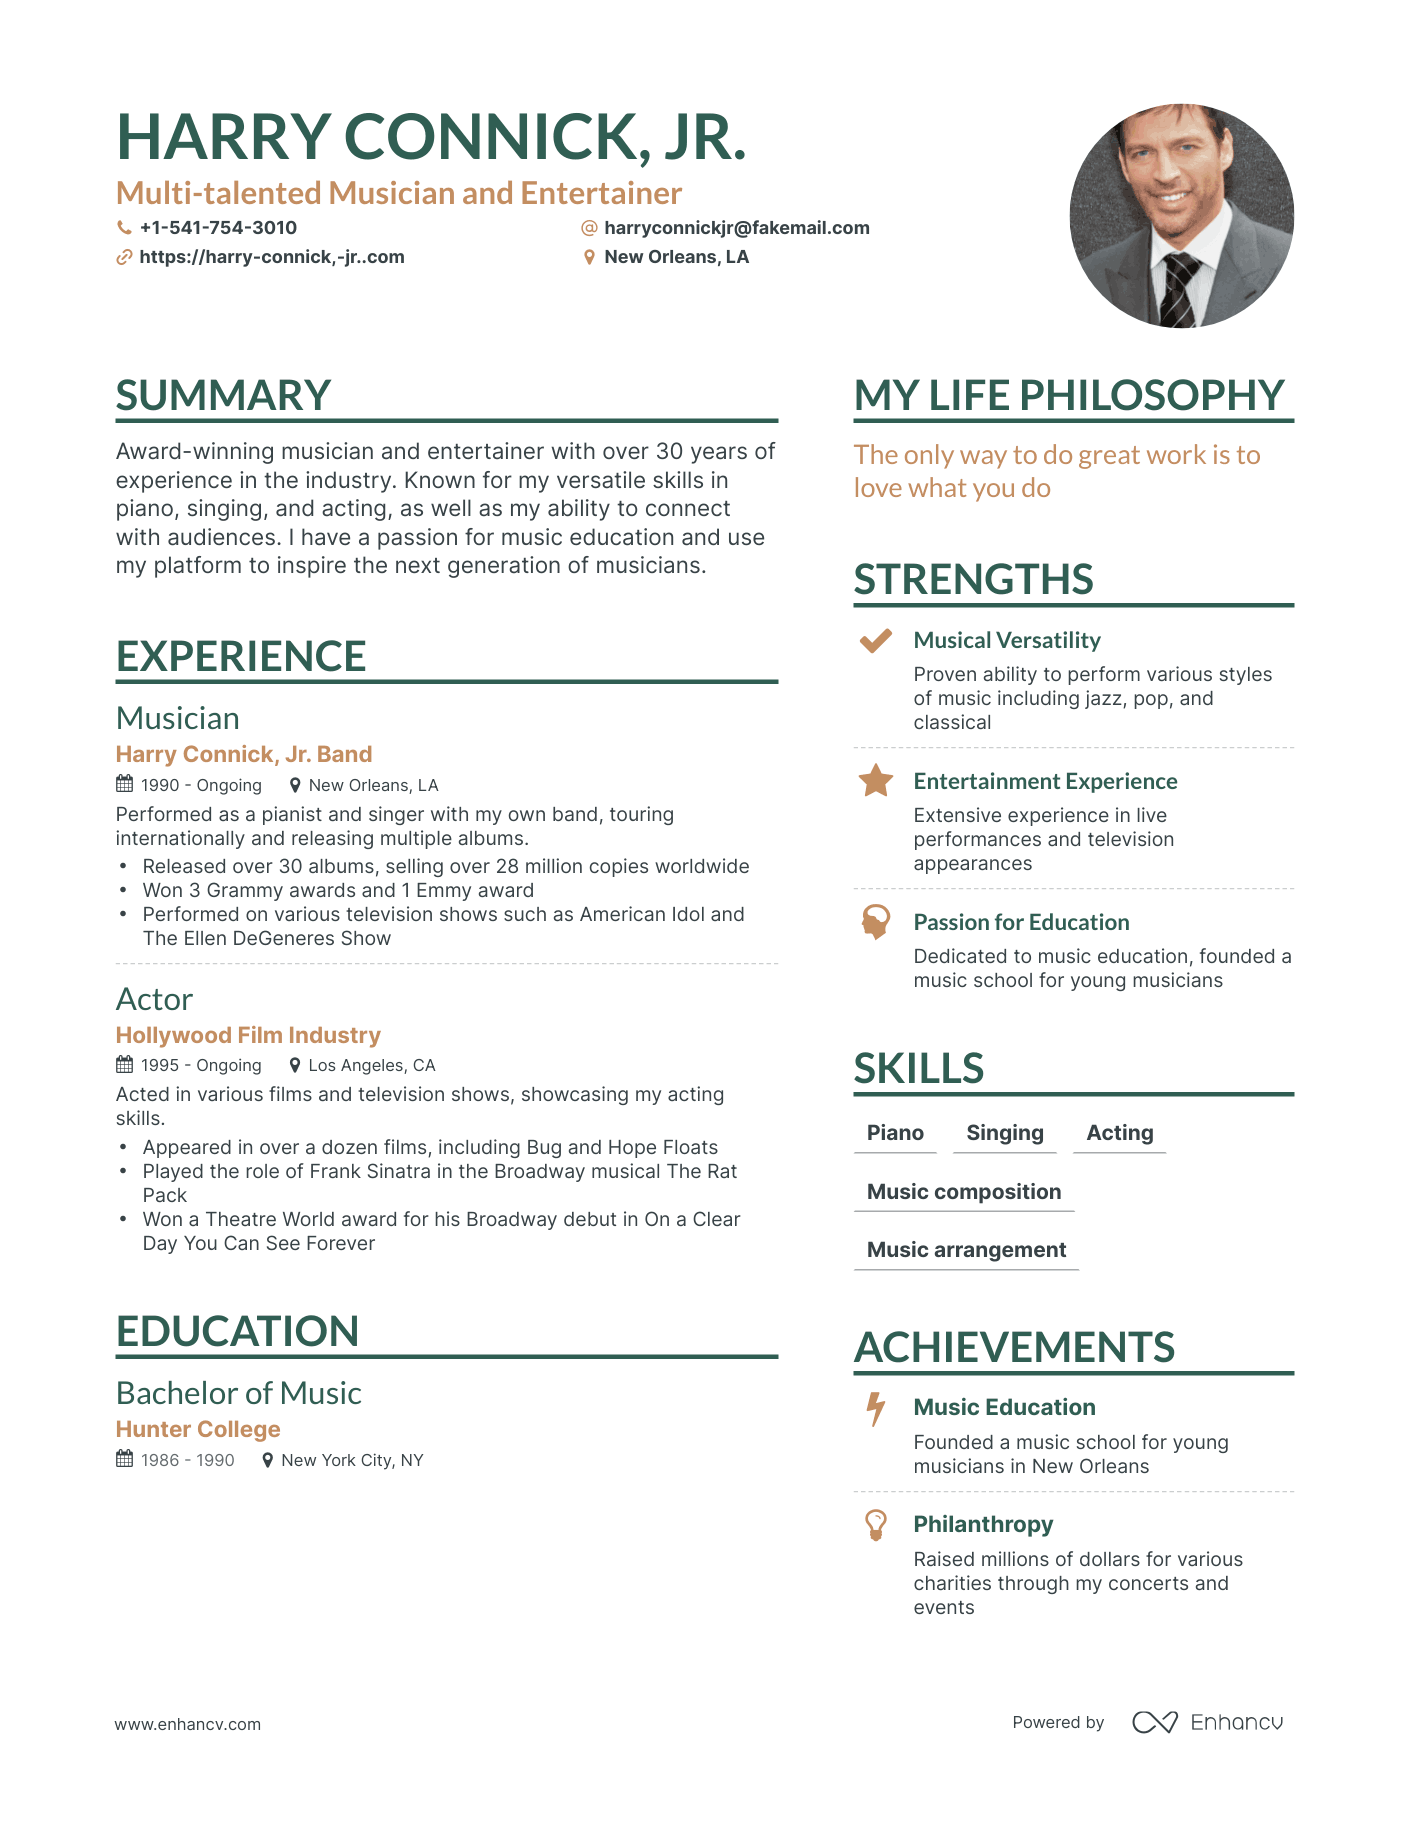 HARRY CONNICK, JR.
Multi-talented Musician and Entertainer
+1-541-754-3010
harryconnickjr@fakemail.com
https://harry-connick,-jr..com
New Orleans, LA
SUMMARY
Award-winning musician and entertainer with over 30 years of
experience in the industry. Known for my versatile skills in
piano, singing, and acting, as well as my ability to connect
with audiences. I have a passion for music education and use
my platform to inspire the next generation of musicians.
EXPERIENCE
Musician
Harry Connick, Jr. Band
1990 - Ongoing New Orleans, LA
Performed as a pianist and singer with my own band, touring
internationally and releasing multiple albums.
• Released over 30 albums, selling over 28 million copies worldwide
• Won 3 Grammy awards and 1 Emmy award
• Performed on various television shows such as American Idol and
The Ellen DeGeneres Show
Actor
Hollywood Film Industry
1995 - Ongoing Los Angeles, CA
Acted in various films and television shows, showcasing my acting
skills.
• Appeared in over a dozen films, including Bug and Hope Floats
• Played the role of Frank Sinatra in the Broadway musical The Rat
Pack
• Won a Theatre World award for his Broadway debut in On a Clear
Day You Can See Forever
EDUCATION
Bachelor of Music
Hunter College
1986 - 1990 New York City, NY
MY LIFE PHILOSOPHY
The only way to do great work is to
love what you do
STRENGTHS
Musical Versatility
Proven ability to perform various styles
of music including jazz, pop, and
classical
Entertainment Experience
Extensive experience in live
performances and television
appearances
Passion for Education
Dedicated to music education, founded a
music school for young musicians
SKILLS
Piano Singing Acting
Music composition
Music arrangement
ACHIEVEMENTS
Music Education
Founded a music school for young
musicians in New Orleans
Philanthropy
Raised millions of dollars for various
charities through my concerts and
events
www.enhancv.com
Powered by Enhancv